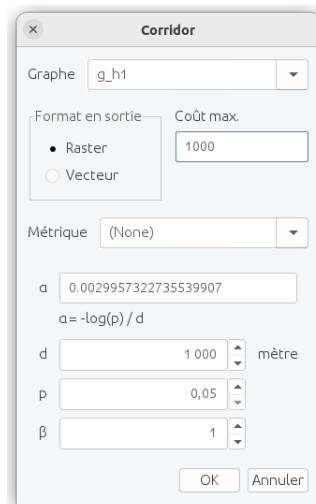 Corridor
Graphe g_h1
Format en sortie
Coût max.
Raster
1000
Vecteur
Métrique (None)
a 0.0029957322735539907
a = -log(p) / d
d 1 000 mètre
p 0,05
β 1
OK Annuler